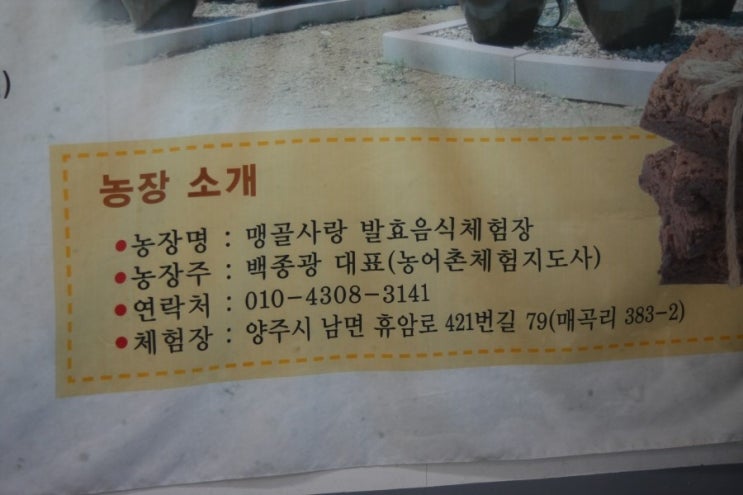 )
농장 소개
●농장명 : 맹골사랑 발효음식체험장
●농장주 : 백종광 대표(농어촌체험지도사)
●연락처 : 010-4308-3141
●체험장 : 양주시 남면 휴암로 421번길 79(매곡리 383-2)